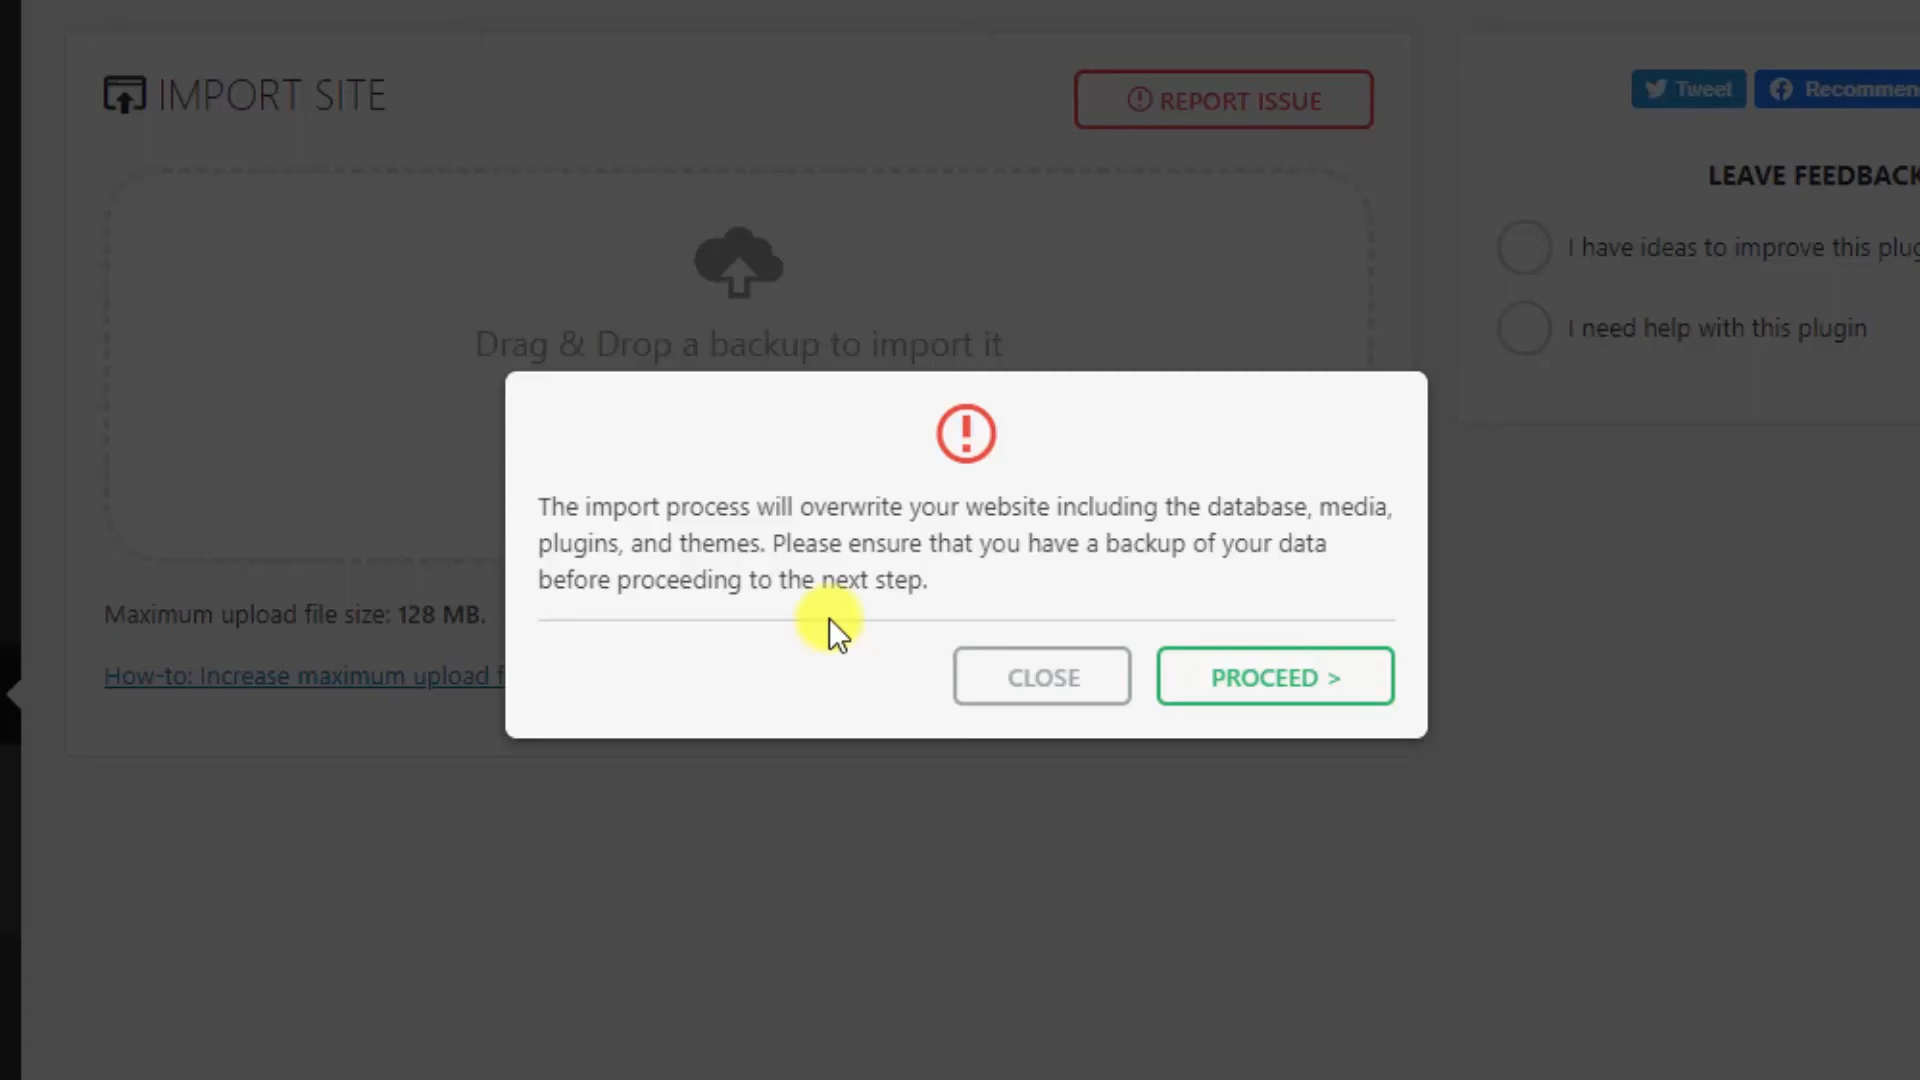 IMPORT SITE
REPORT ISSUE
Tweet
Recommen
LEAVE FEEDBACK
I have ideas to improve this plug
I need help with this plugin
Drag & Drop a backup to import it
The import process will overwrite your website including the database, media,
plugins, and themes. Please ensure that you have a backup of your data
before proceeding to the next step.
CLOSE
PROCEED >
Maximum upload file size: 128 MB.
How-to: Increase maximum upload f